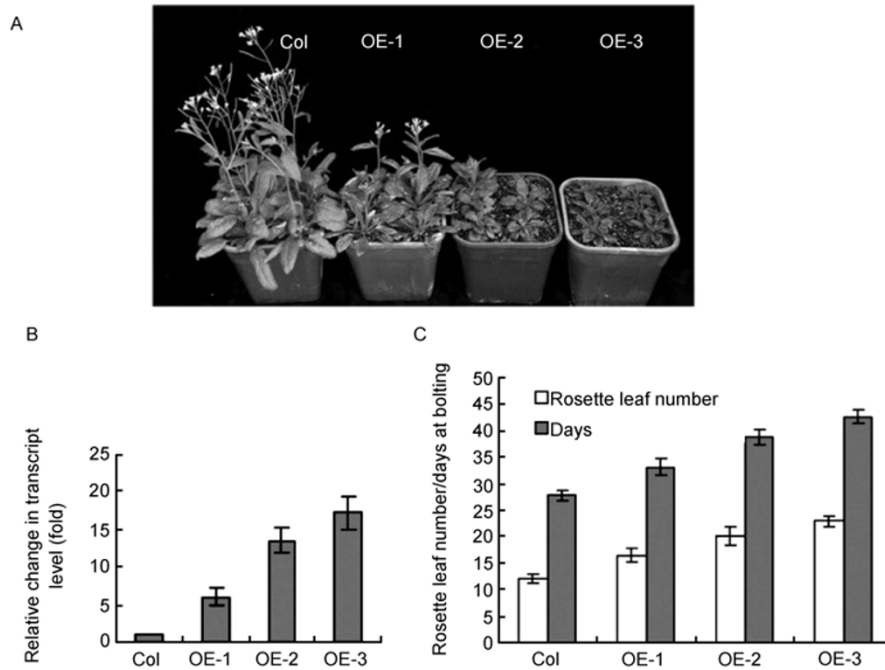 A
Col OE-1 OE-2 OE-3
B
Relative change in transcript
level (fold)
25
20
15
10
5
0
Col OE-1 OE-2 OE-3
C
Rosette leaf number/days at bolting
50
45
40
35
30
25
20
15
10
5
0
Rosette leaf number
Days
Col OE-1 OE-2 OE-3